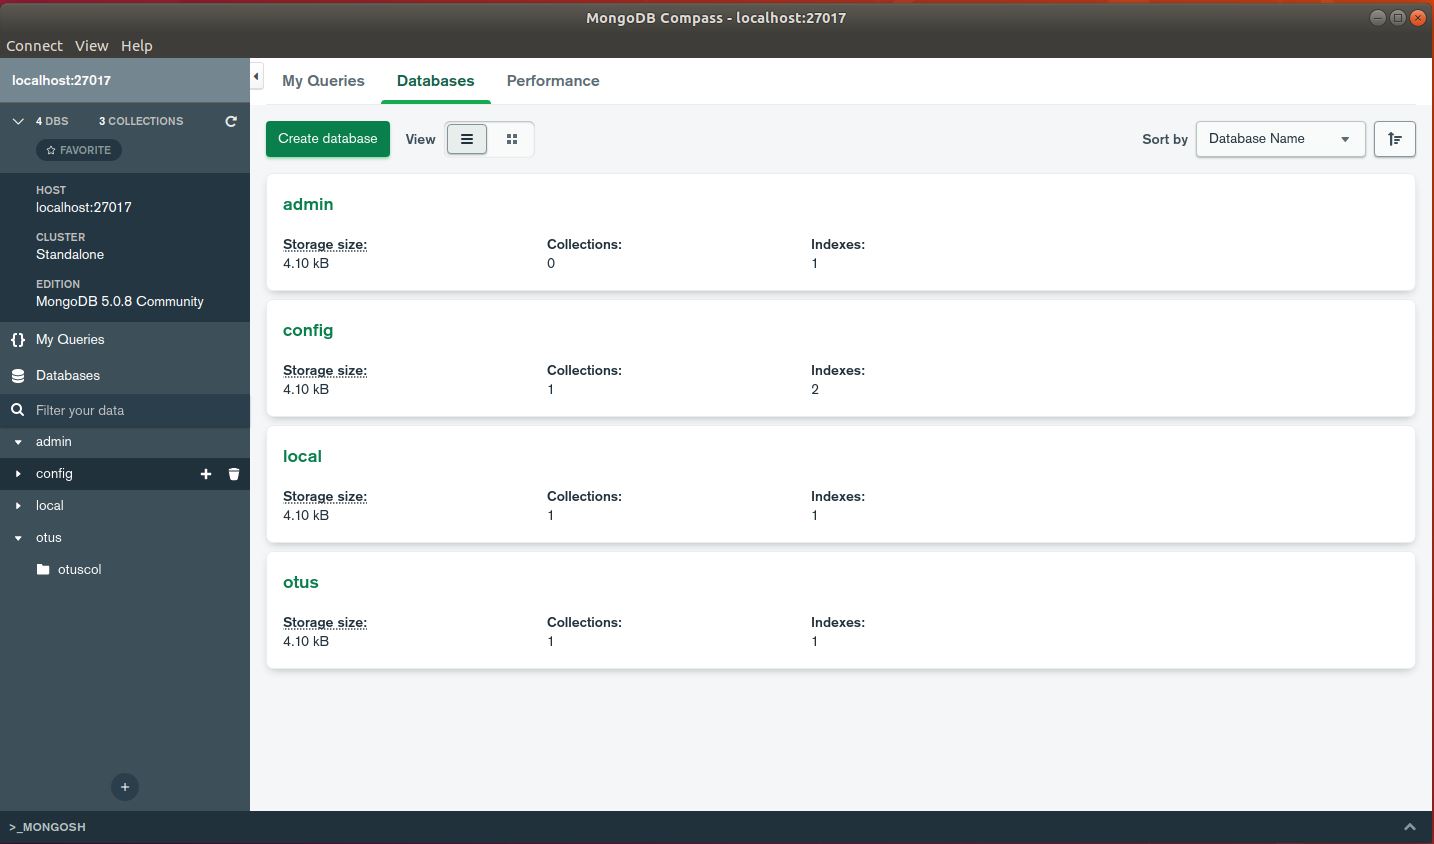 MongoDB Compass - localhost:27017
Connect View Help
localhost:27017
My Queries Databases Performance
4 DBS 3 COLLECTIONS
FAVORITE
HOST
localhost:27017
CLUSTER
Standalone
EDITION
MongoDB 5.0.8 Community
{} My Queries
Databases
Filter your data
admin
config
local
otus
otuscol
Create database View Sort by Database Name
admin
Storage size: Collections: Indexes:
4.10 kB 0 1
config
Storage size: Collections: Indexes:
4.10 kB 1 2
local
Storage size: Collections: Indexes:
4.10 kB 1 1
otus
Storage size: Collections: Indexes:
4.10 kB 1 1
>_MONGOSH